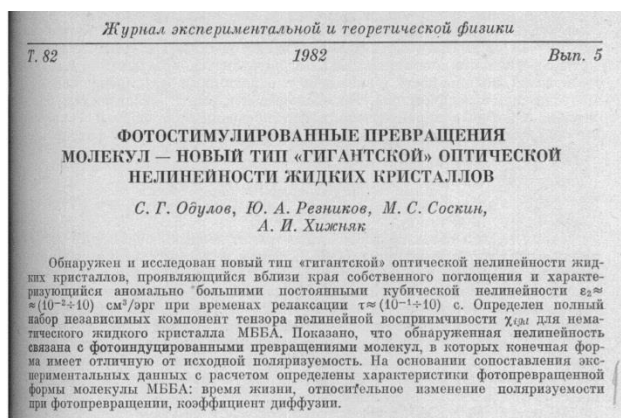 Журнал экспериментальной и теоретической физики
Т. 82 1982 Вып. 5
ФОТОСТИМУЛИРОВАННЫЕ ПРЕВРАЩЕНИЯ
МОЛЕКУЛ — НОВЫЙ ТИП «ГИГАНТСКОЙ» ОПТИЧЕСКОЙ
НЕЛИНЕЙНОСТИ ЖИДКИХ КРИСТАЛЛОВ
С. Г. Одулов, Ю. А. Резников, М. С. Соскин,
А. И. Хижняк
Обнаружен и исследован новый тип «гигантской» оптической нелинейности жид-
ких кристаллов, проявляющийся вблизи края собственного поглощения и характе-
ризующийся аномально большими постоянными кубической нелинейности ε₂≈
≈(10⁻²÷10) см³/эрг при временах релаксации τ≈(10⁻¹÷10) с. Определен полный
набор независимых компонент тензора нелинейной восприимчивости χijkl для нема-
тического жидкого кристалла МББА. Показано, что обнаруженная нелинейность
связана с фотоиндуцированными превращениями молекул, в которых конечная фор-
ма имеет отличную от исходной поляризуемость. На основании сопоставления экс-
периментальных данных с расчетом определены характеристики фотопревращенной
формы молекулы МББА: время жизни, относительное изменение поляризуемости
при фотопревращении, коэффициент диффузии.